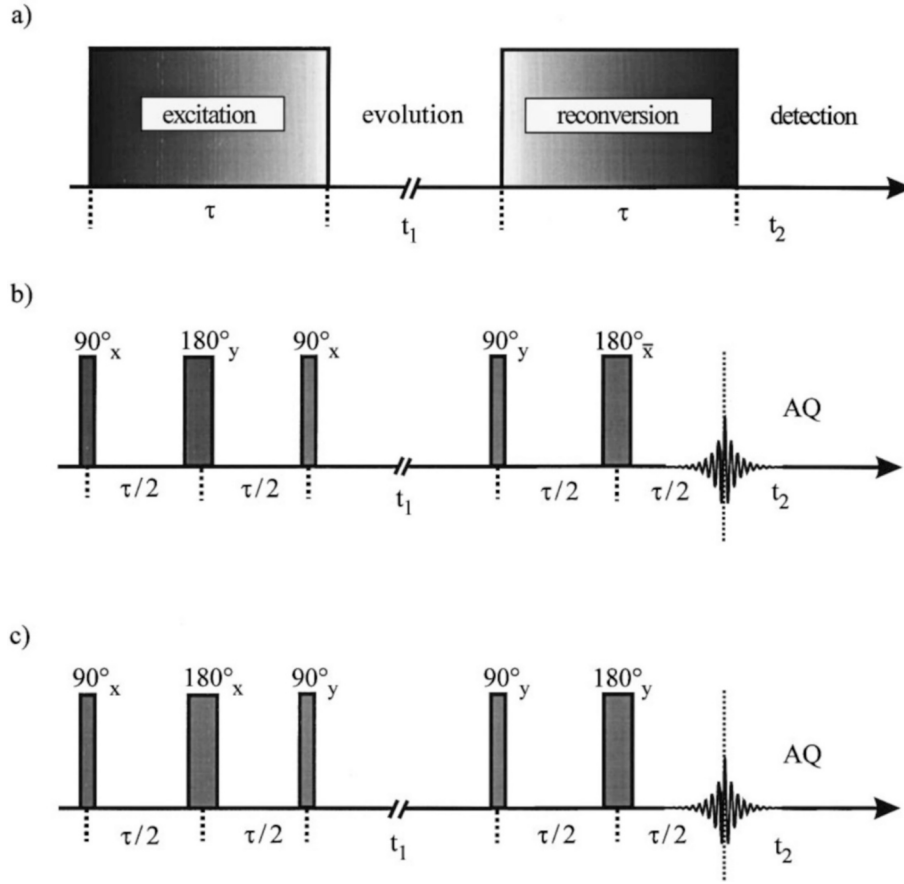 a)
excitation evolution reconversion detection
τ t₁ τ t₂
b)
90°ₓ 180°y 90°ₓ 90°y 180°x̄
AQ
τ/2 τ/2 t₁ τ/2 τ/2 t₂
c)
90°ₓ 180°ₓ 90°y 90°y 180°y
AQ
τ/2 τ/2 t₁ τ/2 τ/2 t₂